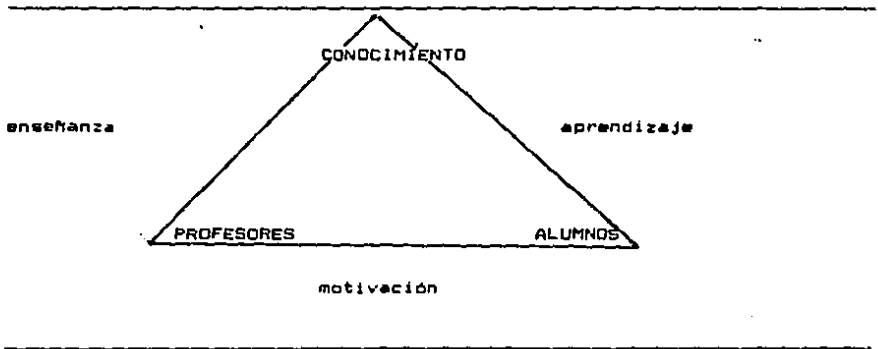 CONOCIMIENTO
enseñanza
aprendizaje
PROFESORES
ALUMNOS
motivación